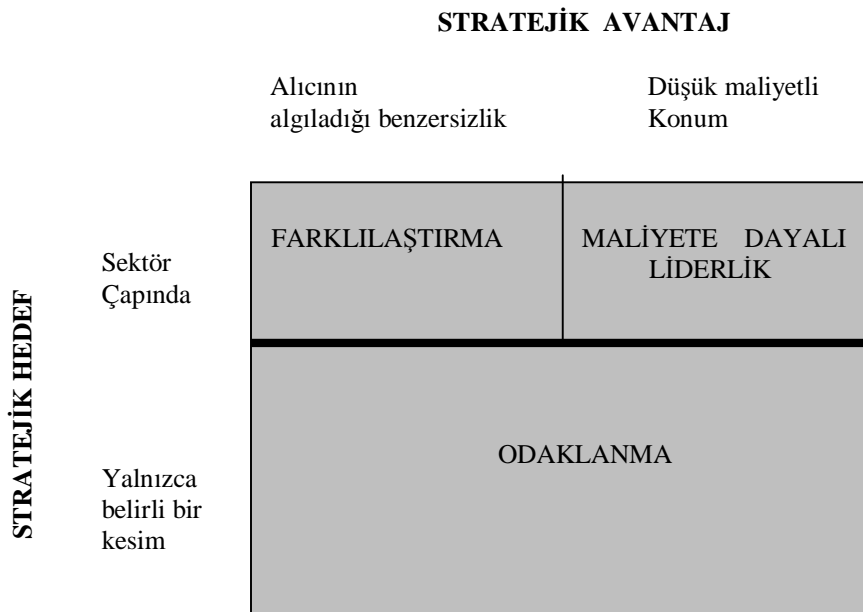 STRATEJİK AVANTAJ
Alıcının
algıladığı benzersizlik
Düşük maliyetli
Konum
STRATEJİK HEDEF
Sektör
Çapında
FARKLILAŞTIRMA
MALİYETE DAYALI
LİDERLİK
Yalnızca
belirli bir
kesim
ODAKLANMA